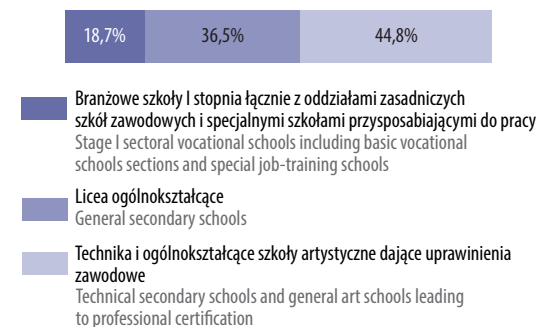 18,7% 36,5% 44,8%
Branżowe szkoły I stopnia łącznie z oddziałami zasadniczych
szkół zawodowych i specjalnymi szkołami przysposabiającymi do pracy
Stage I sectoral vocational schools including basic vocational
schools sections and special job-training schools
Licea ogólnokształcące
General secondary schools
Technika i ogólnokształcące szkoły artystyczne dające uprawinienia
zawodowe
Technical secondary schools and general art schools leading
to professional certification